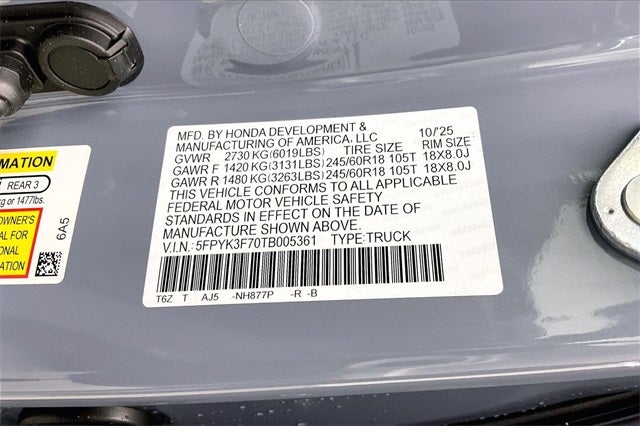 MFD. BY HONDA DEVELOPMENT & 10/'25
MANUFACTURING OF AMERICA, LLC
GVWR 2730 KG(6019LBS) TIRE SIZE RIM SIZE
GAWR F 1420 KG(3131LBS) 245/60R18 105T 18X8.0J
GAWR R 1480 KG(3263LBS) 245/60R18 105T 18X8.0J
THIS VEHICLE CONFORMS TO ALL APPLICABLE
FEDERAL MOTOR VEHICLE SAFETY
STANDARDS IN EFFECT ON THE DATE OF
MANUFACTURE SHOWN ABOVE.
V.I.N.: 5FPYK3F70TB005361 TYPE:TRUCK
T6Z T AJ5 -NH877P -R -B
REAR 3
or 1477lbs.
6A5